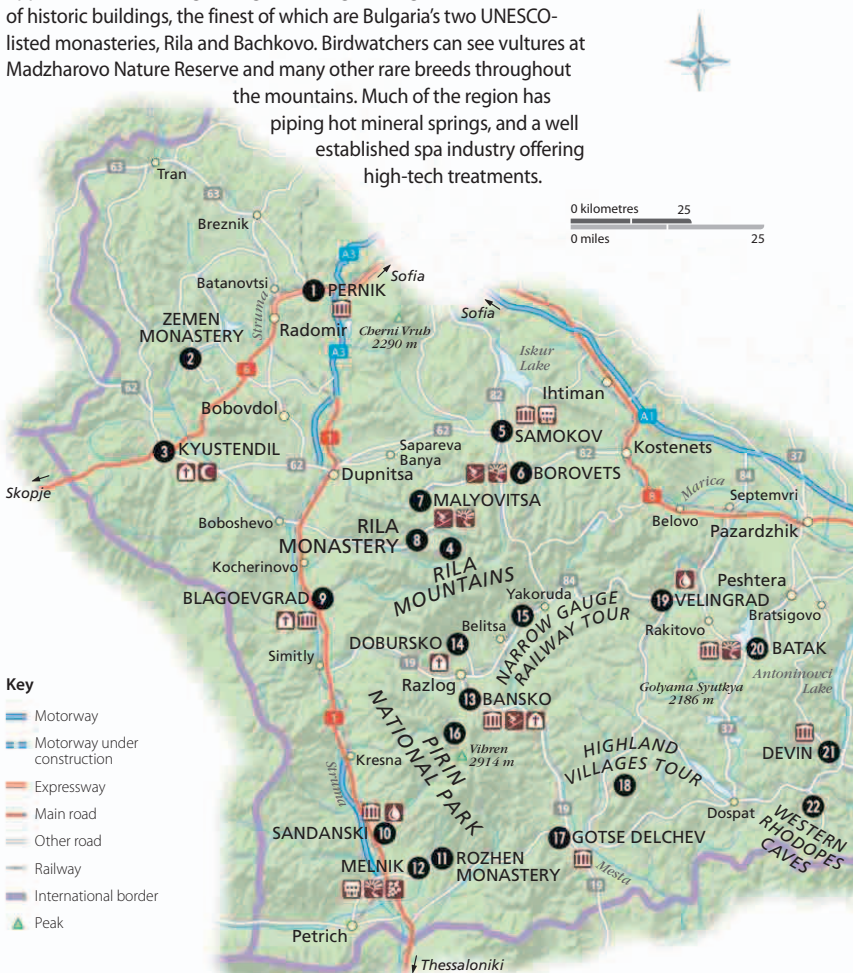 of historic buildings, the finest of which are Bulgaria's two UNESCO-
listed monasteries, Rila and Bachkovo. Birdwatchers can see vultures at
Madzharovo Nature Reserve and many other rare breeds throughout
the mountains. Much of the region has
piping hot mineral springs, and a well
established spa industry offering
high-tech treatments.
0 kilometres 25
0 miles 25
63
Tran
63
Breznik
A3
Sofia
Batanovtsi
1 PERNIK
Struma
Radomir
Cherni Vrub
2290 m
Sofia
ZEMEN
MONASTERY
2
A3
Iskur
Lake
6
62
82
Ihtiman
Bobovdol
A1
1
62
5 SAMOKOV
3 KYUSTENDIL
Sapareva
Banya
Kostenets
37
62
Dupnitsa
6 BOROVETS
84
Skopje
7 MALYOVITSA
8
Marica
Septemvri
Boboshevo
Belovo
Pazardzhik
RILA
MONASTERY 8
4
RILA
MOUNTAINS
Kocherinovo
84
Peshtera
BLAGOEVGRAD 9
Yakoruda
19 VELINGRAD
15
NARROW GAUGE
RAILWAY TOUR
Rakitovo
Bratsigovo
Belitsa
DOBURSKO 14
20 BATAK
Simitly
19
Razlog
Golyama Syutkya
2186 m
Antoninovci
Lake
13 BANSKO
37
Key
Motorway
Motorway under
construction
Expressway
Main road
Other road
Railway
International border
Peak
1
16
PIRIN
NATIONAL PARK
Vihren
2914 m
HIGHLAND
VILLAGES TOUR
18
DEVIN 21
Kresna
Struma
19
Dospat
22
WESTERN
RHODOPES
CAVES
SANDANSKI 10
17 GOTSE DELCHEV
MELNIK 12
11 ROZHEN
MONASTERY
Mesta
19
Petrich
Thessaloniki